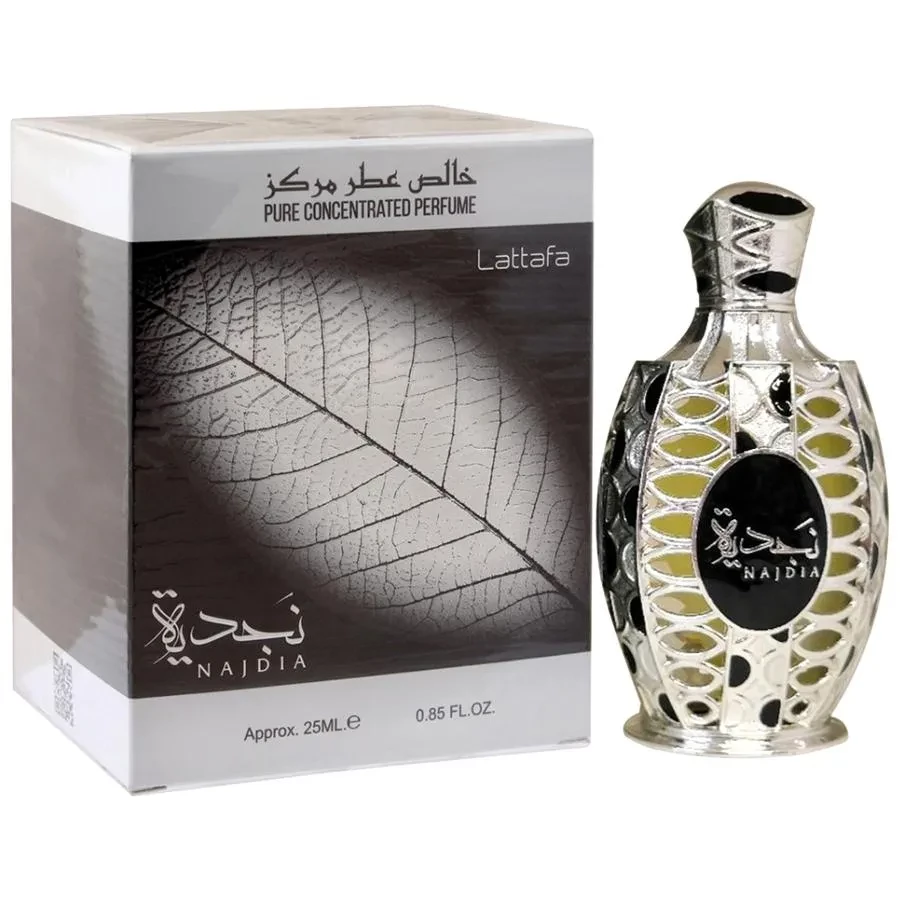 خالص عطر مركز
PURE CONCENTRATED PERFUME
Lattafa
نجدية
NAJDIA
Approx. 25ML.e
0.85 FL.OZ.
نجدية
NAJDIA